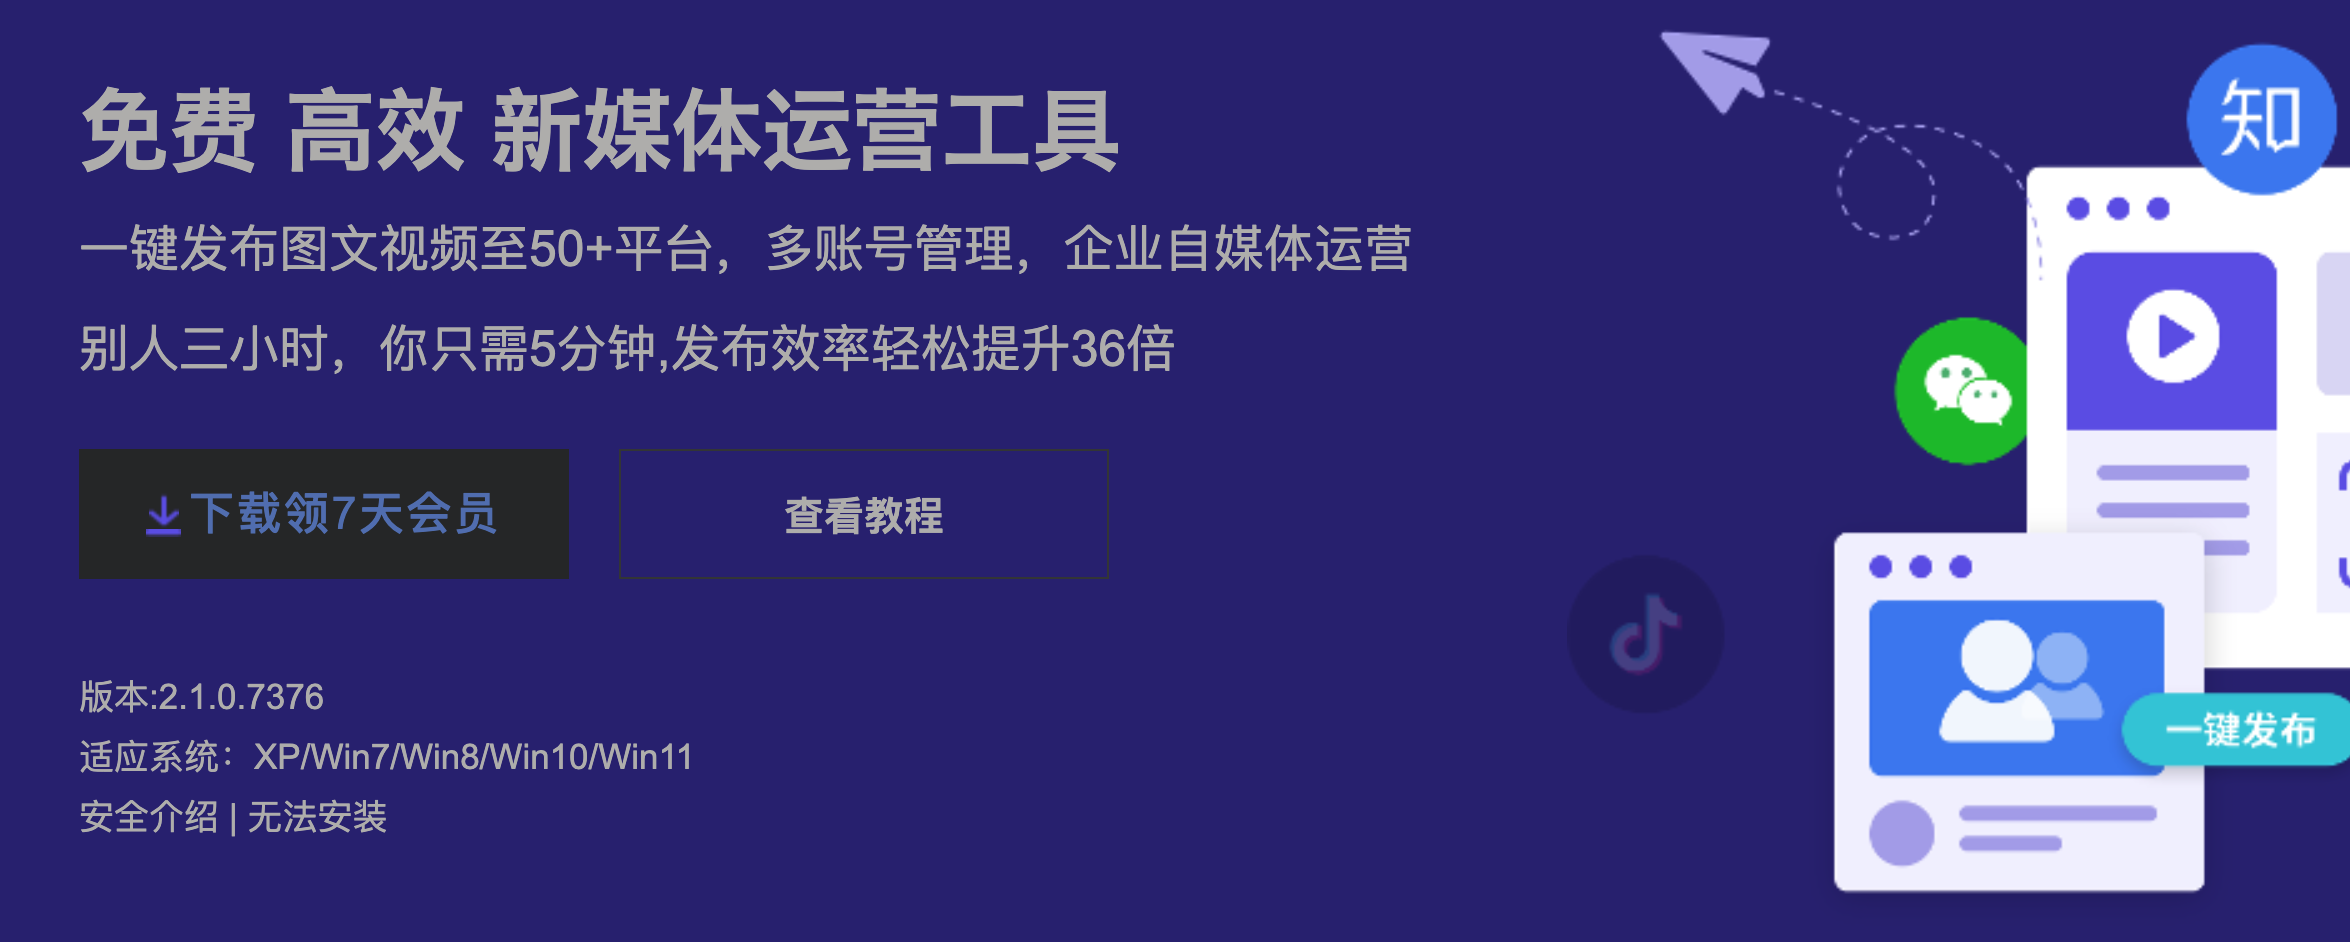 免费 高效 新媒体运营工具
一键发布图文视频至50+平台，多账号管理，企业自媒体运营
别人三小时，你只需5分钟,发布效率轻松提升36倍
下载领7天会员
查看教程
版本:2.1.0.7376
适应系统：XP/Win7/Win8/Win10/Win11
安全介绍 | 无法安装
知
一键发布